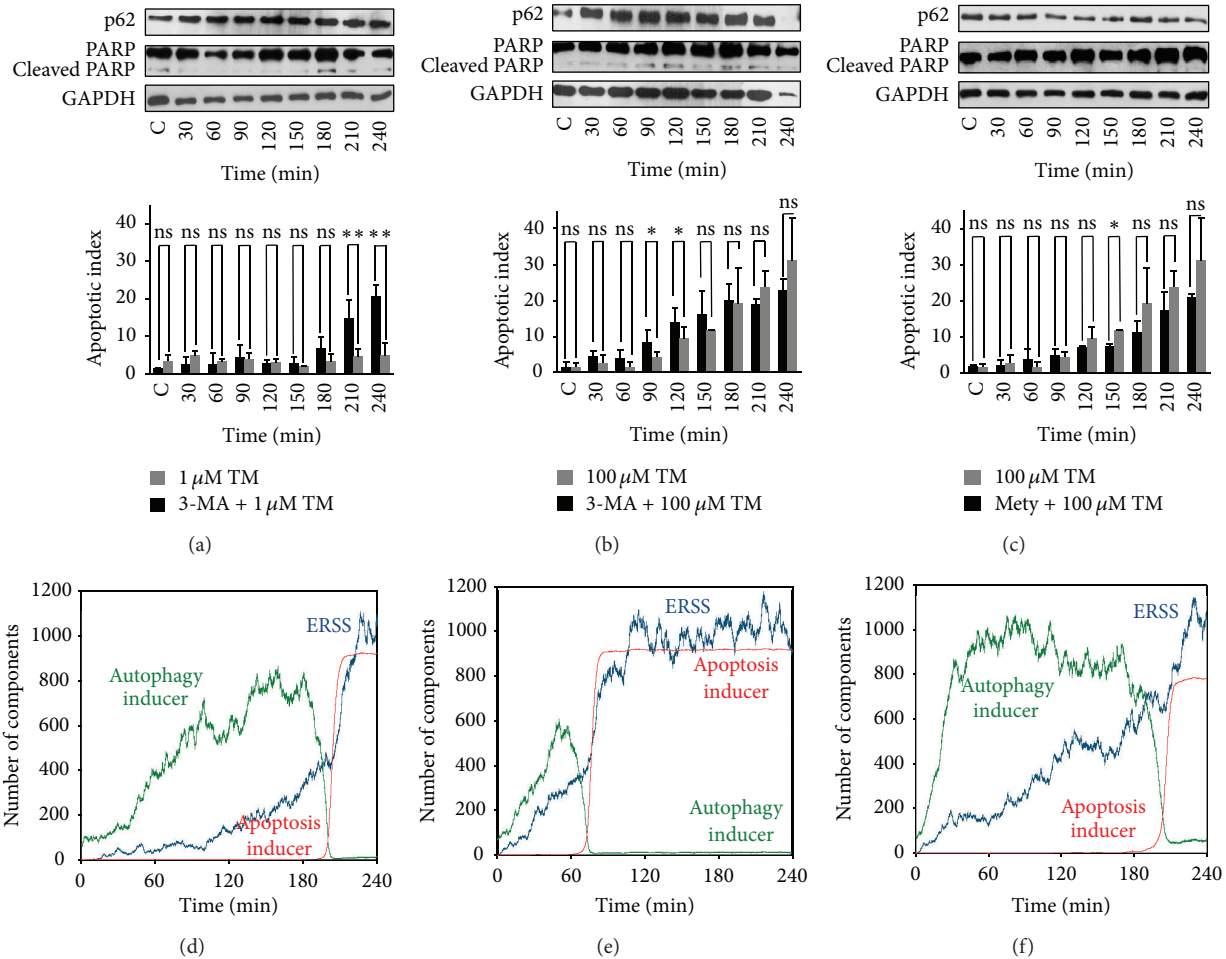 p62
PARP
Cleaved PARP
GAPDH
C 30 60 90 120 150 180 210 240
Time (min)
ns ns ns ns ns ns ns ** **
40
30
20
10
0
Apoptotic index
C 30 60 90 120 150 180 210 240
Time (min)
1 μM TM
3-MA + 1 μM TM
(a)
p62
PARP
Cleaved PARP
GAPDH
C 30 60 90 120 150 180 210 240
Time (min)
ns ns ns * * ns ns ns ns
40
30
20
10
0
Apoptotic index
C 30 60 90 120 150 180 210 240
Time (min)
100 μM TM
3-MA + 100 μM TM
(b)
p62
PARP
Cleaved PARP
GAPDH
C 30 60 90 120 150 180 210 240
Time (min)
ns ns ns ns ns * ns ns ns
40
30
20
10
0
Apoptotic index
C 30 60 90 120 150 180 210 240
Time (min)
100 μM TM
Mety + 100 μM TM
(c)
1200
1000
800
600
400
200
0
Number of components
ERSS
Autophagy
inducer
Apoptosis
inducer
0 60 120 180 240
Time (min)
(d)
1200
1000
800
600
400
200
0
Number of components
ERSS
Apoptosis
inducer
Autophagy
inducer
0 60 120 180 240
Time (min)
(e)
1200
1000
800
600
400
200
0
Number of components
ERSS
Autophagy
inducer
Apoptosis
inducer
0 60 120 180 240
Time (min)
(f)